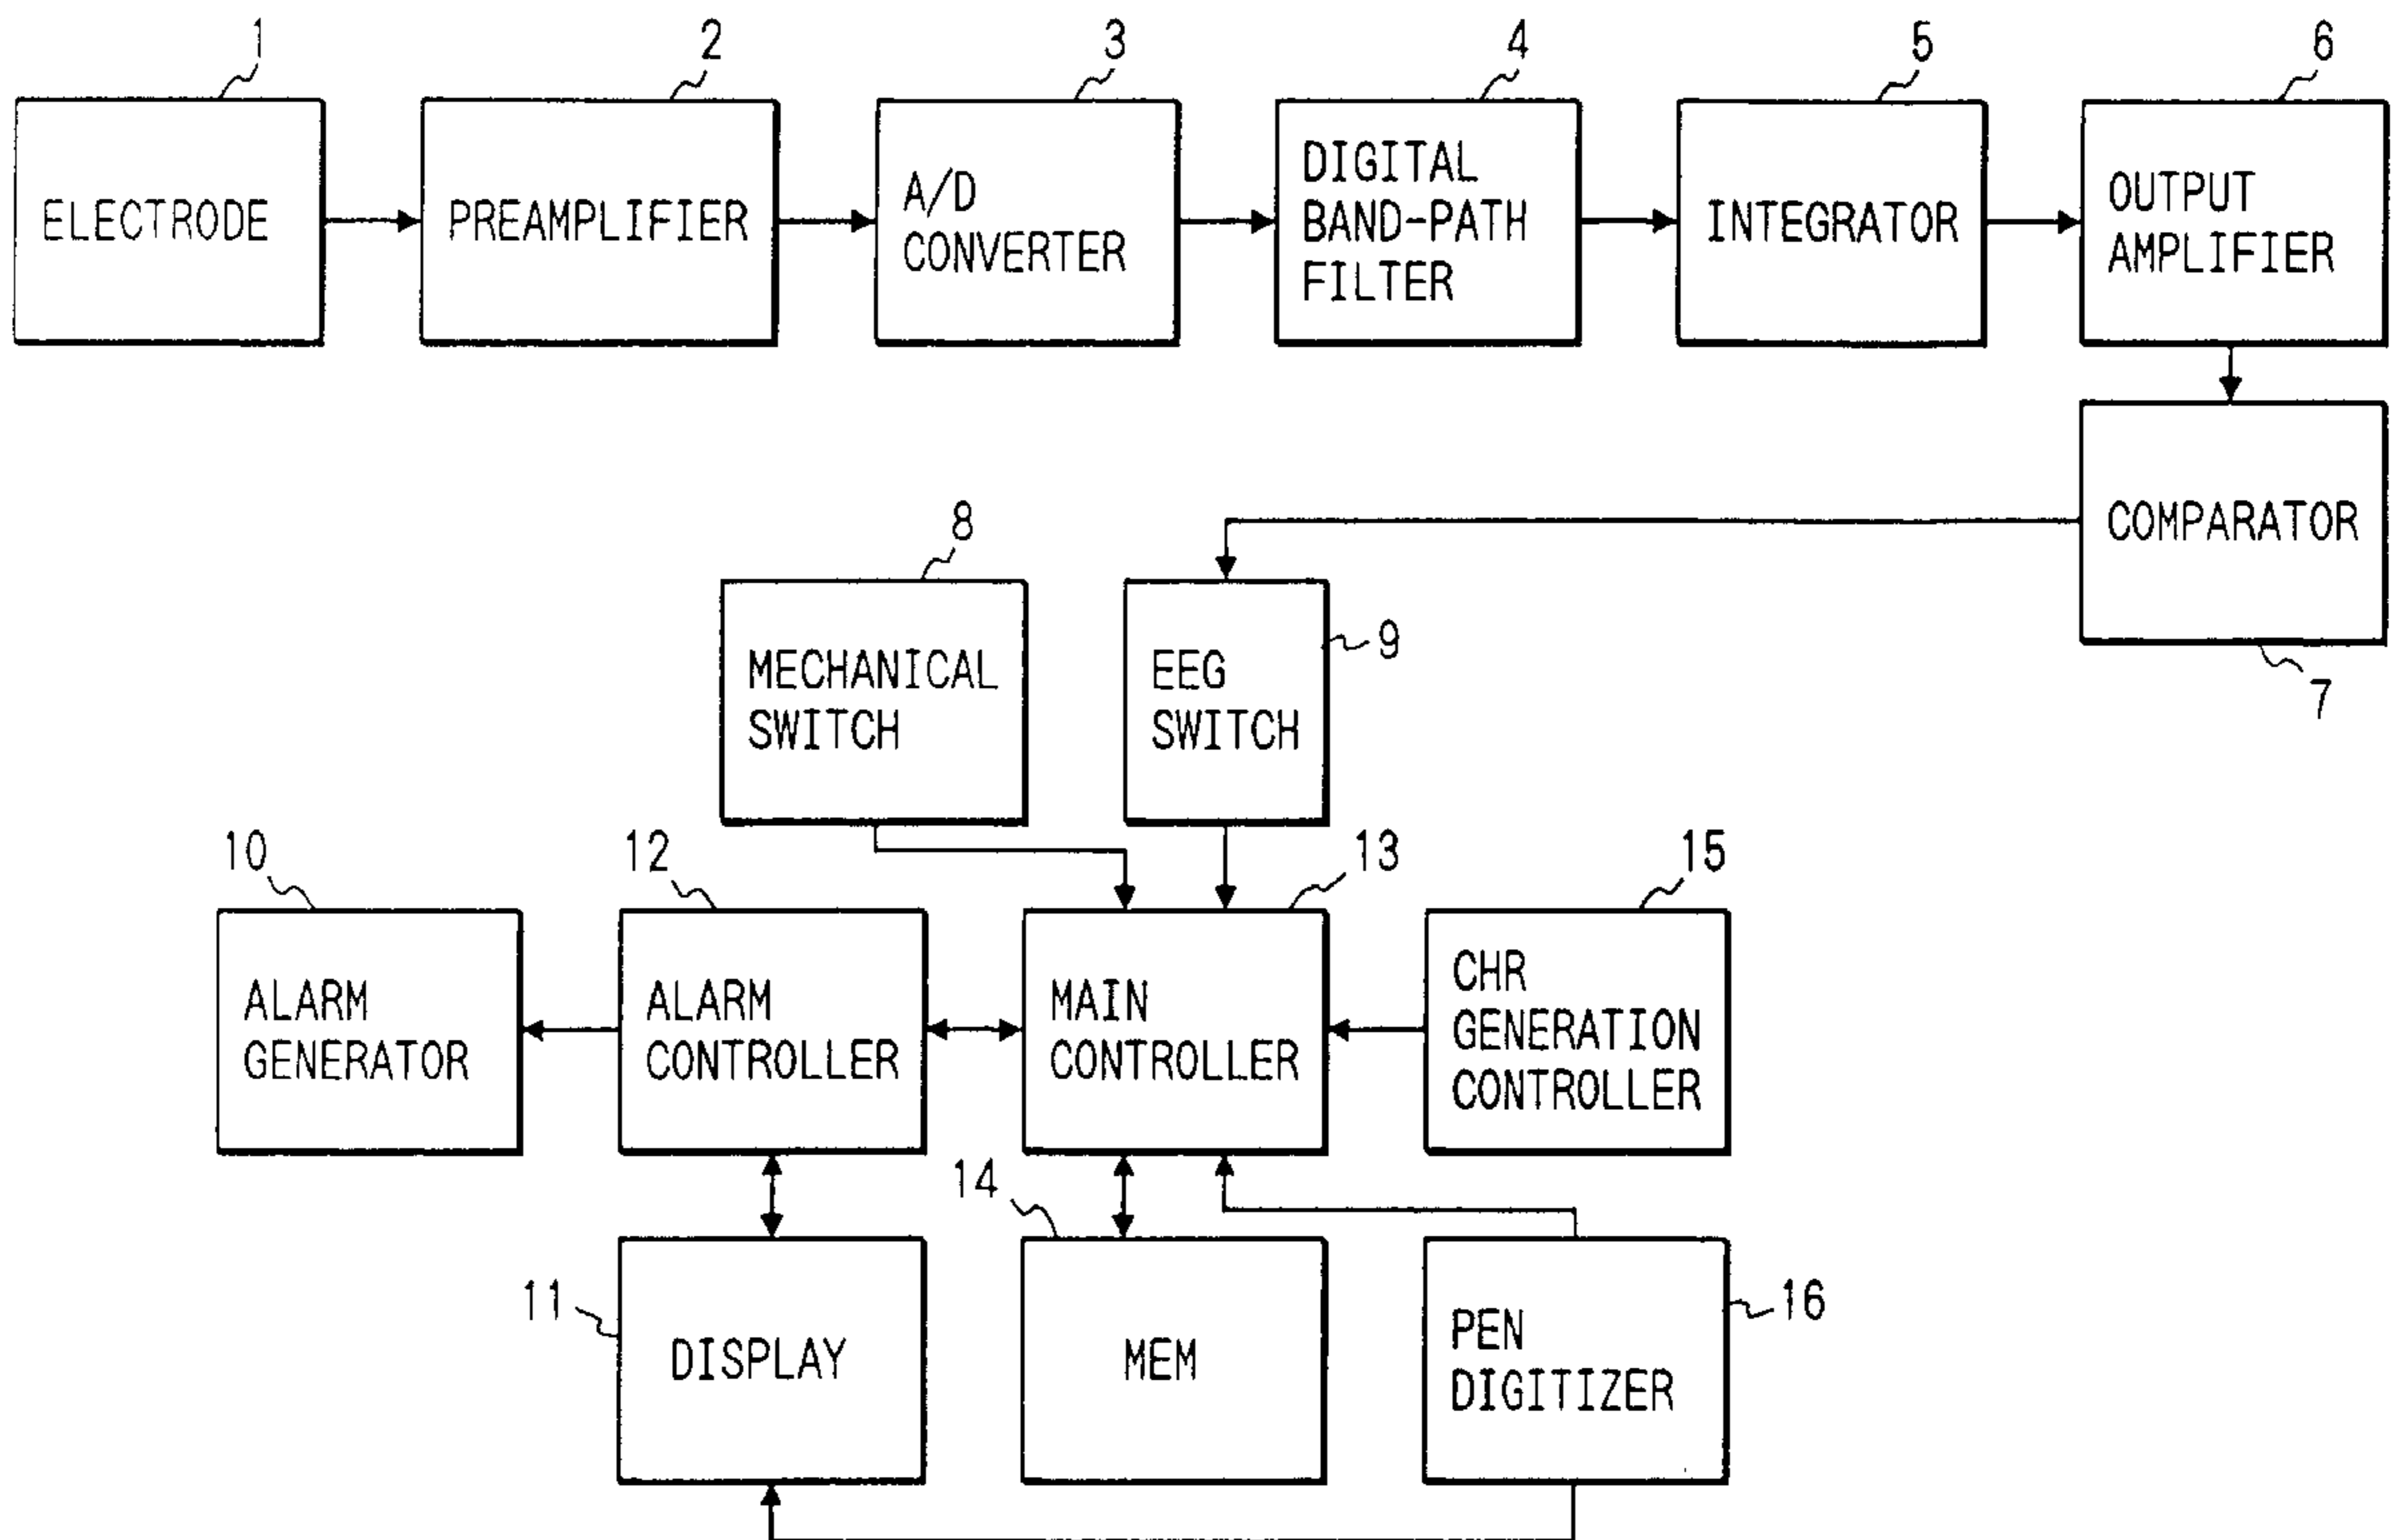 1
2
3
4
5
6
ELECTRODE
PREAMPLIFIER
A/D
CONVERTER
DIGITAL
BAND-PATH
FILTER
INTEGRATOR
OUTPUT
AMPLIFIER
COMPARATOR
7
8
MECHANICAL
SWITCH
9
EEG
SWITCH
10
12
13
15
ALARM
GENERATOR
ALARM
CONTROLLER
MAIN
CONTROLLER
CHR
GENERATION
CONTROLLER
14
11
DISPLAY
MEM
PEN
DIGITIZER
16